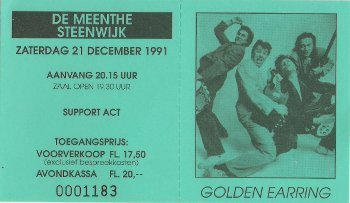 DE MEENTHE
STEENWIJK
ZATERDAG 21 DECEMBER 1991
AANVANG 20.15 UUR
ZAAL OPEN 19.30 UUR
SUPPORT ACT
TOEGANGSPRIJS:
VOORVERKOOP FL. 17,50
(exclusief bespreekkosten)
AVONDKASSA FL. 20,--
0001183
GOLDEN EARRING